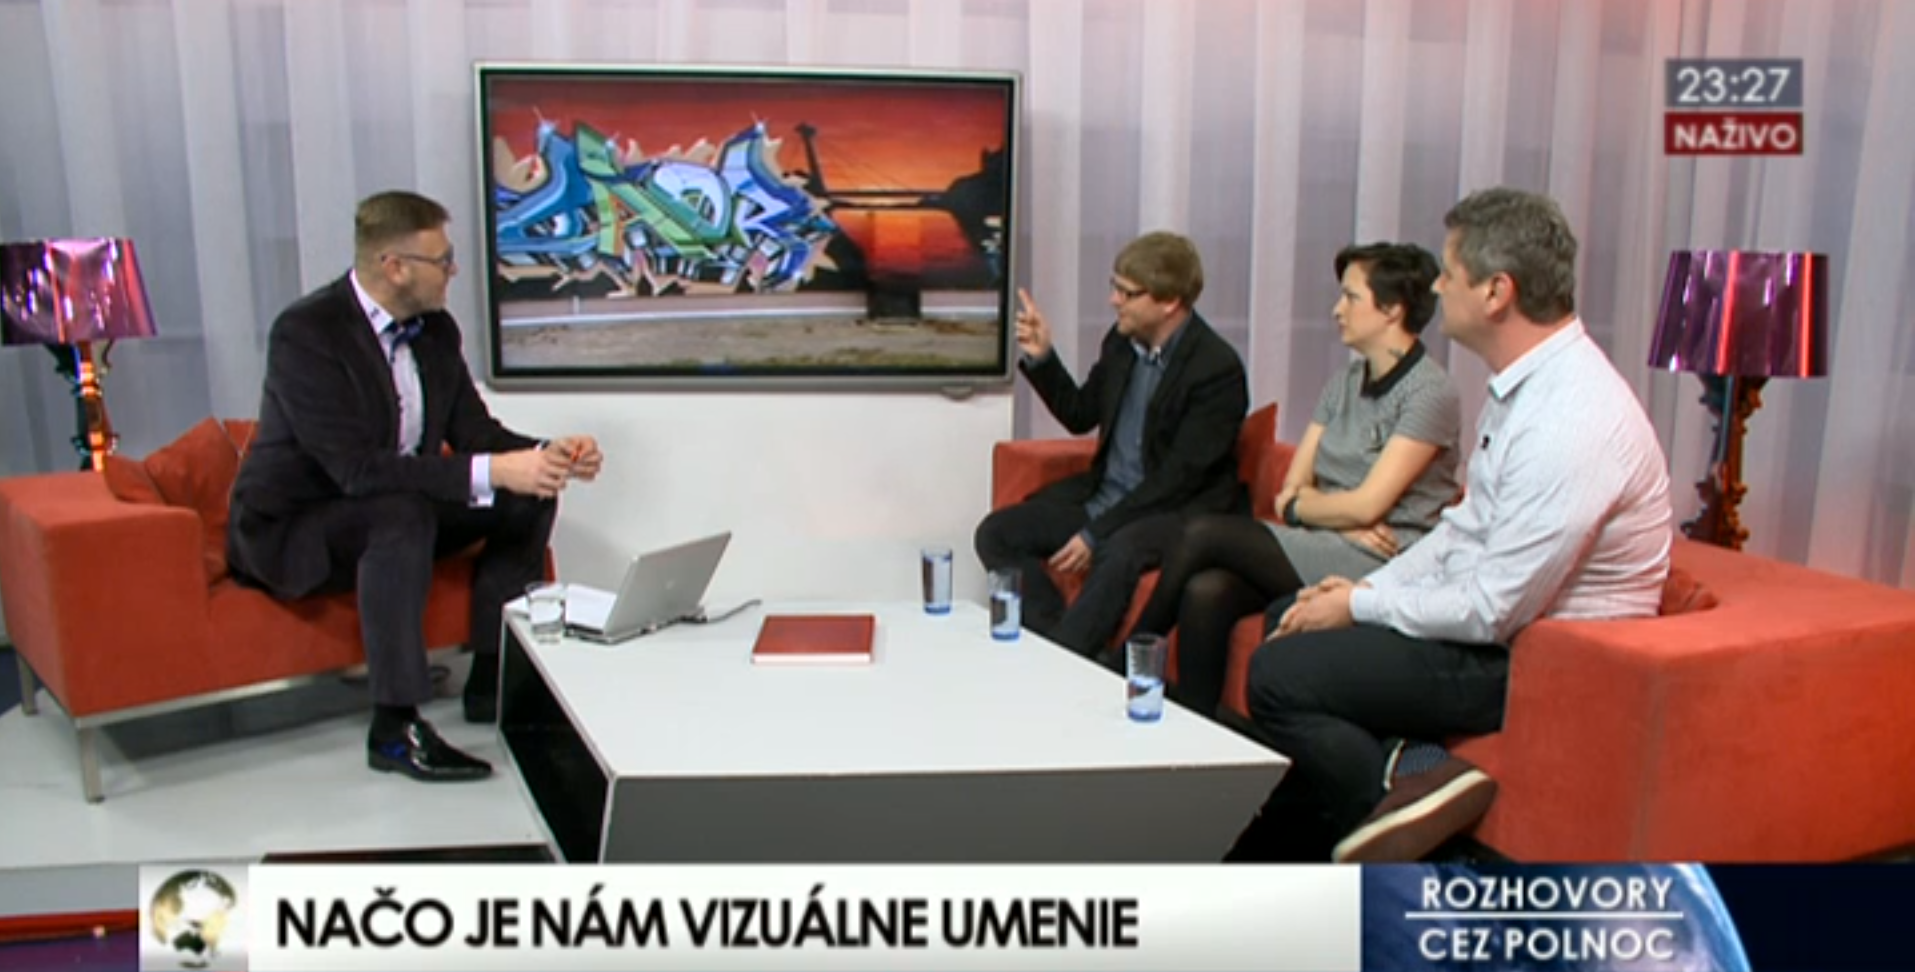 23:27
NAŽIVO
NAČO JE NÁM VIZUÁLNE UMENIE
ROZHOVORY
CEZ POLNOC